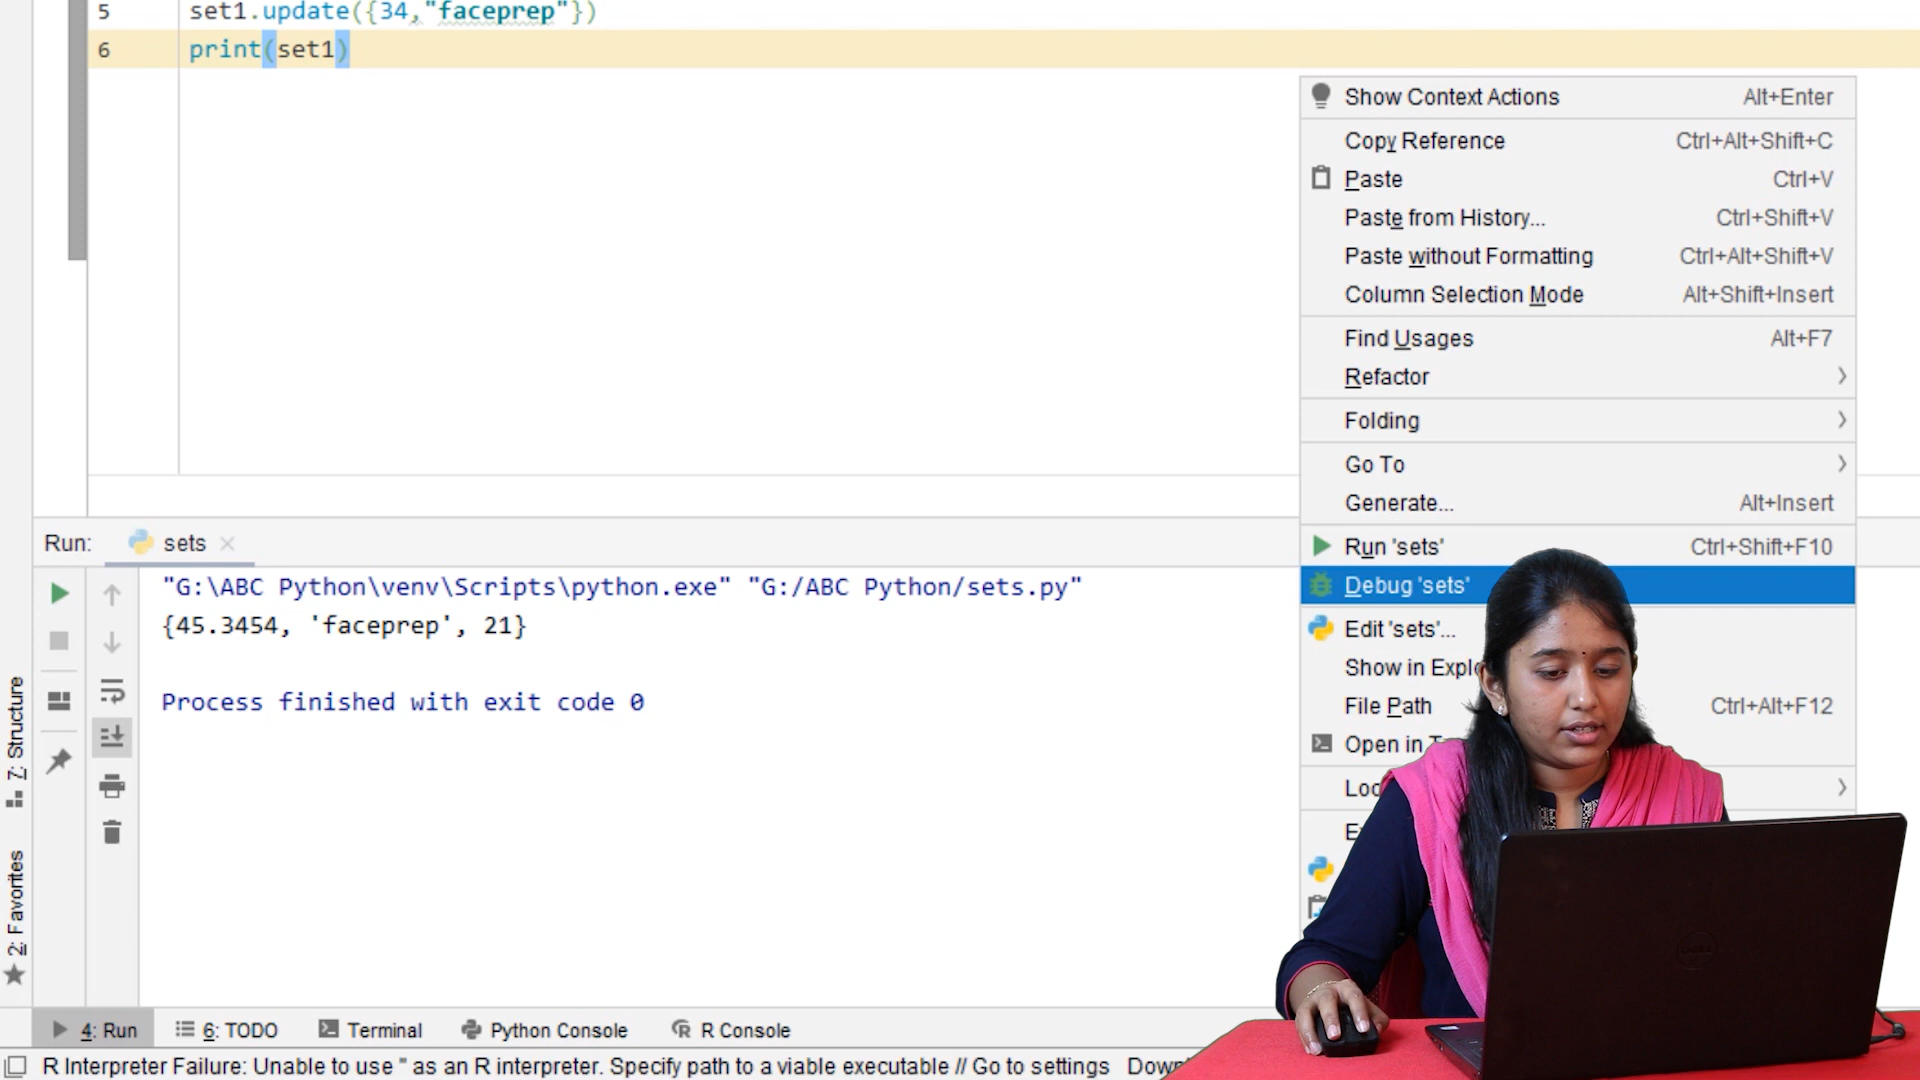 5 set1.update({34,"faceprep"})
6 print(set1)
Show Context Actions Alt+Enter
Copy Reference Ctrl+Alt+Shift+C
Paste Ctrl+V
Paste from History... Ctrl+Shift+V
Paste without Formatting Ctrl+Alt+Shift+V
Column Selection Mode Alt+Shift+Insert
Find Usages Alt+F7
Refactor
Folding
Go To
Generate... Alt+Insert
Run 'sets' Ctrl+Shift+F10
Debug 'sets'
Edit 'sets'...
Show in
File Path Ctrl+Alt+F12
Open in
Run: sets
"G:\ABC Python\venv\Scripts\python.exe" "G:/ABC Python/sets.py"
{45.3454, 'faceprep', 21}
Process finished with exit code 0
7: Structure
2: Favorites
4: Run 6: TODO Terminal Python Console R Console
R Interpreter Failure: Unable to use '' as an R interpreter. Specify path to a viable executable // Go to settings